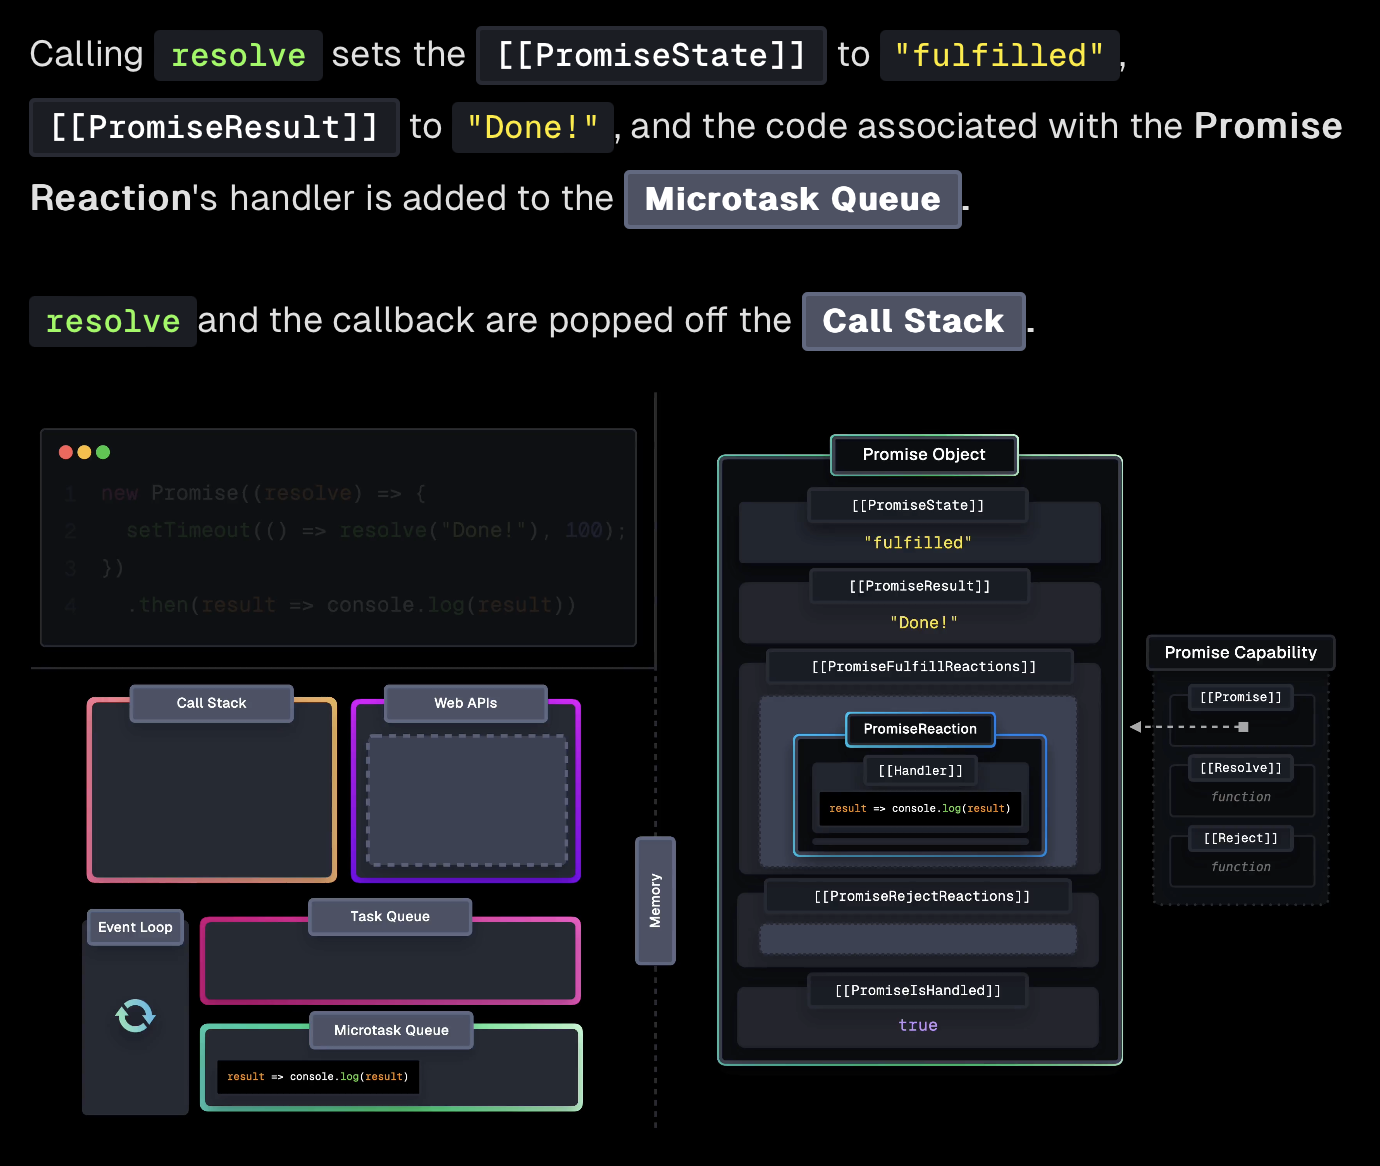 Calling resolve sets the [[PromiseState]] to "fulfilled",
[[PromiseResult]] to "Done!", and the code associated with the Promise
Reaction's handler is added to the Microtask Queue.
resolve and the callback are popped off the Call Stack.
1 new Promise((resolve) => {
2 setTimeout(() => resolve("Done!"), 100);
3 })
4 .then(result => console.log(result))
Call Stack
Web APIs
Event Loop
Task Queue
Microtask Queue
result => console.log(result)
Memory
Promise Object
[[PromiseState]]
"fulfilled"
[[PromiseResult]]
"Done!"
[[PromiseFulfillReactions]]
PromiseReaction
[[Handler]]
result => console.log(result)
[[PromiseRejectReactions]]
[[PromiseIsHandled]]
true
Promise Capability
[[Promise]]
[[Resolve]]
function
[[Reject]]
function